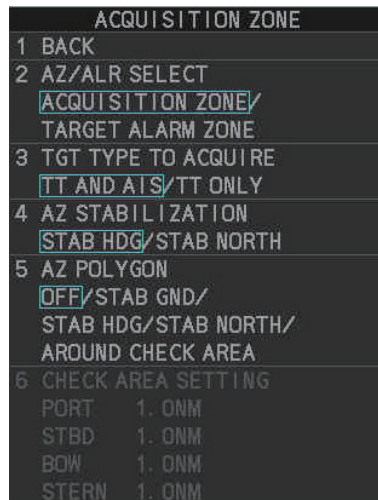 ACQUISITION ZONE
1 BACK
2 AZ/ALR SELECT
ACQUISITION ZONE/
TARGET ALARM ZONE
3 TGT TYPE TO ACQUIRE
TT AND AIS/TT ONLY
4 AZ STABILIZATION
STAB HDG/STAB NORTH
5 AZ POLYGON
OFF/STAB GND/
STAB HDG/STAB NORTH/
AROUND CHECK AREA
6 CHECK AREA SETTING
PORT 1.0NM
STBD 1.0NM
BOW 1.0NM
STERN 1.0NM